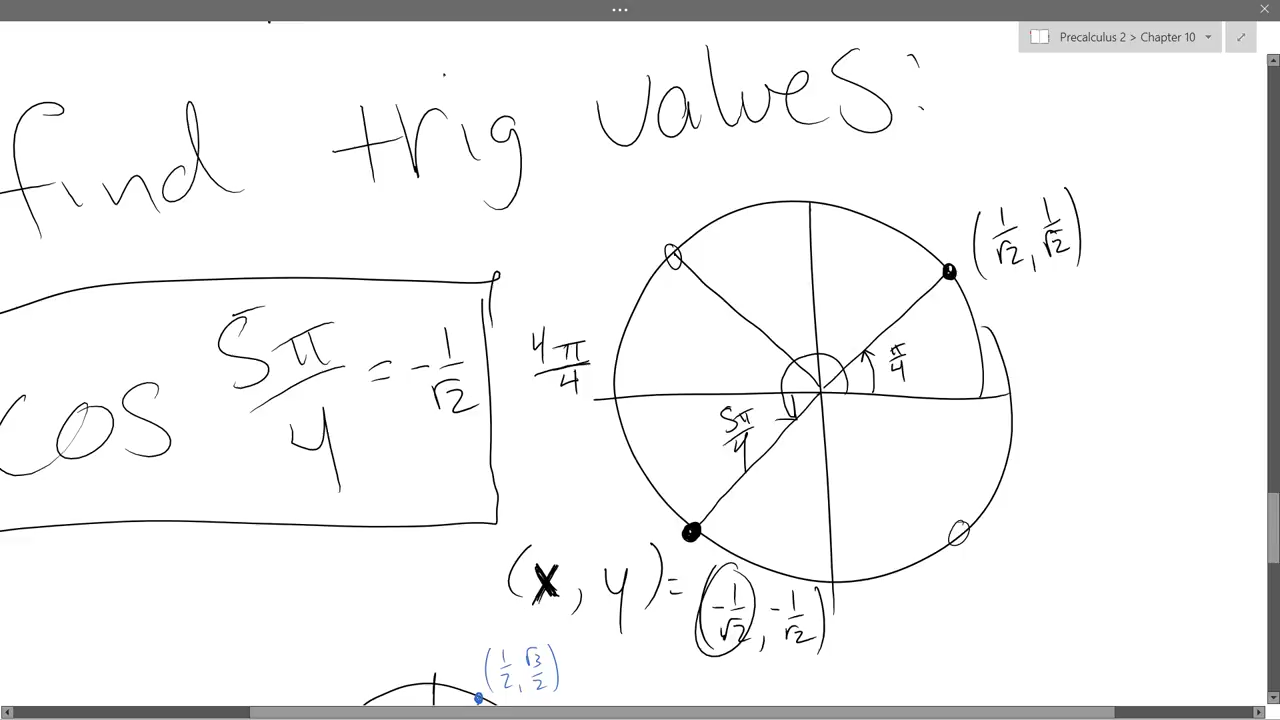 Precalculus 2 > Chapter 10
find trig values:
(1/√2, 1/√2)
cos 5π/4 = -1/√2
4π/4
π/4
5π/4
(x, y) = (-1/√2, -1/√2)
(1/2, √3/2)